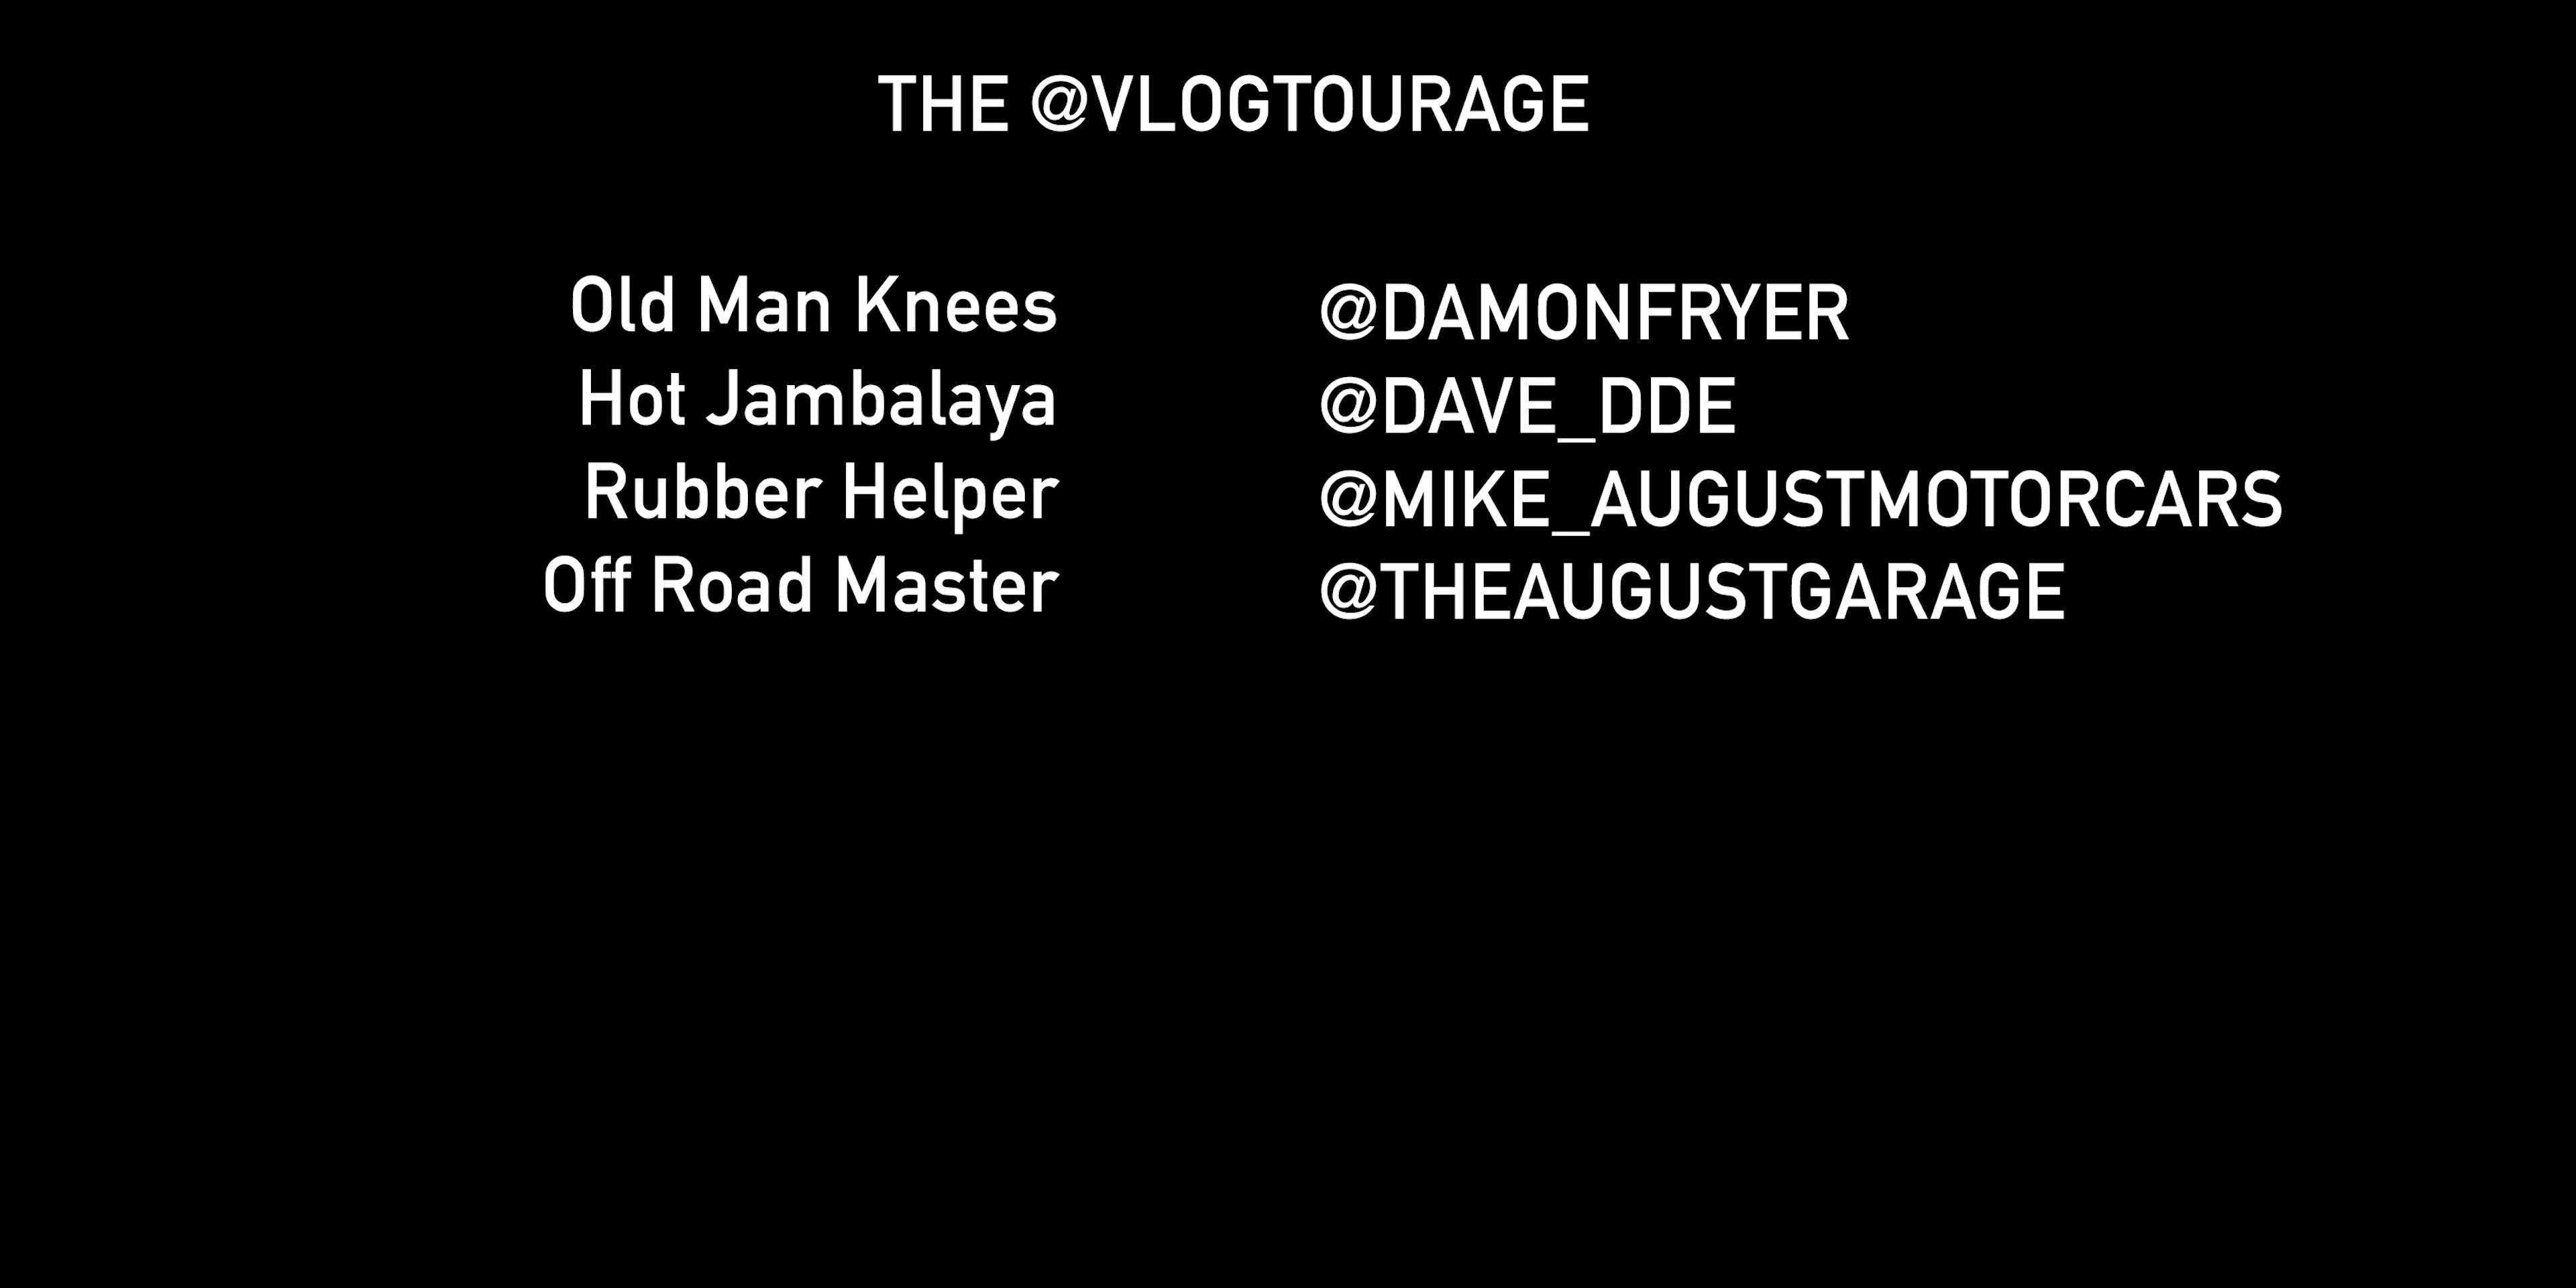 THE @VLOGTOURAGE
Old Man Knees @DAMONFRYER
Hot Jambalaya @DAVE_DDE
Rubber Helper @MIKE_AUGUSTMOTORCARS
Off Road Master @THEAUGUSTGARAGE